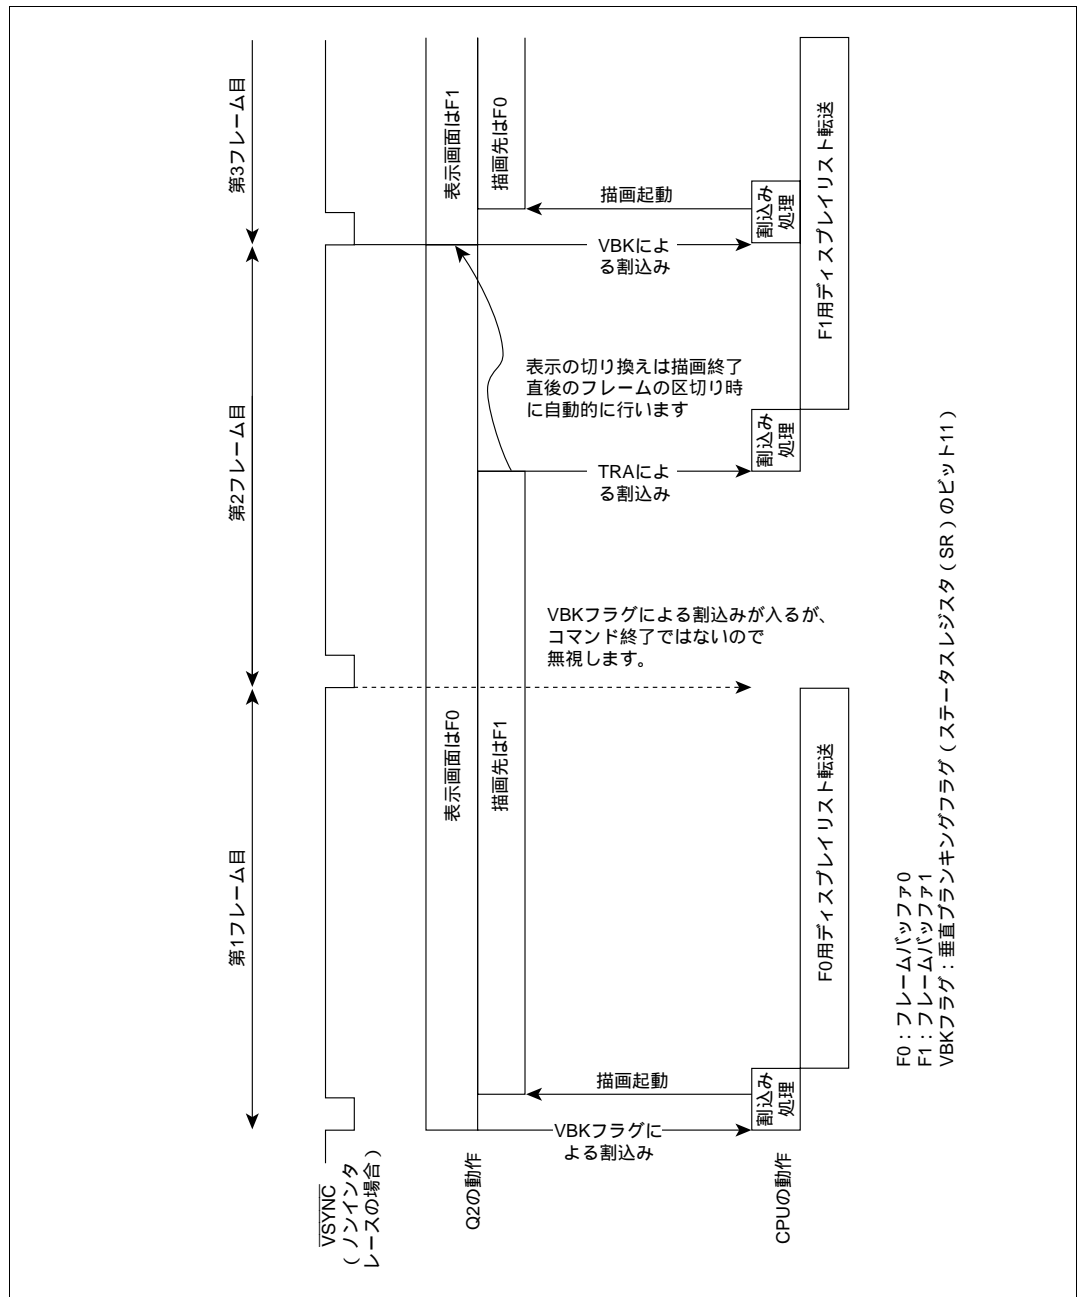 第1フレーム目
第2フレーム目
第3フレーム目
VSYNC
(ノンインタ
レースの場合)
Q2の動作
表示画面はF0
表示画面はF1
描画先はF1
描画先はF0
VBKフラグに
よる割込み
描画起動
VBKフラグによる割込みが入るが、
コマンド終了ではないので
無視します。
TRAによ
る割込み
表示の切り換えは描画終了
直後のフレームの区切り時
に自動的に行います
VBKによ
る割込み
描画起動
CPUの動作
割込み
処理
F0用ディスプレイリスト転送
割込み
処理
割込み
処理
F1用ディスプレイリスト転送
F0:フレームバッファ0
F1:フレームバッファ1
VBKフラグ:垂直ブランキングフラグ(ステータスレジスタ(SR)のビット11)